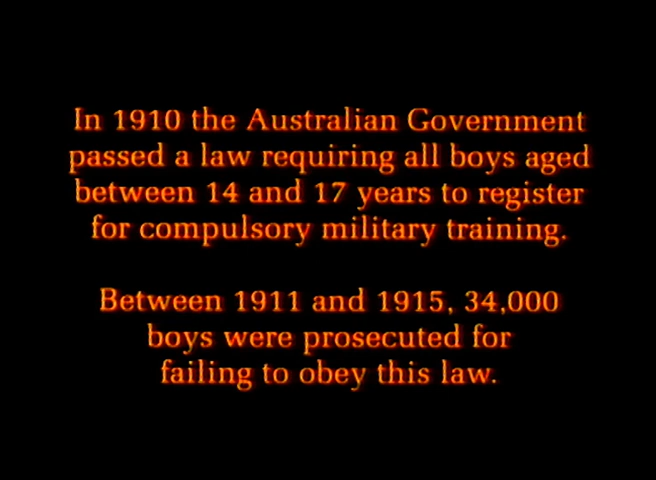 In 1910 the Australian Government
passed a law requiring all boys aged
between 14 and 17 years to register
for compulsory military training.
Between 1911 and 1915, 34,000
boys were prosecuted for
failing to obey this law.